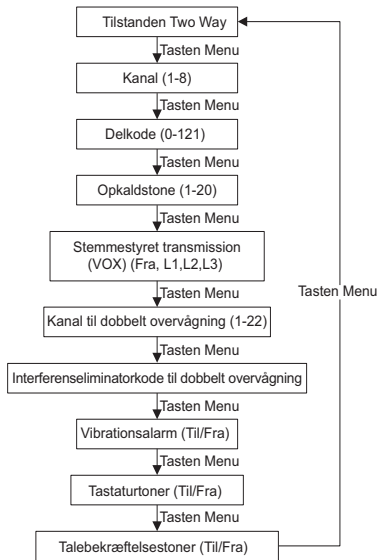 Tilstanden Two Way
Tasten Menu
Kanal (1-8)
Tasten Menu
Delkode (0-121)
Tasten Menu
Opkaldstone (1-20)
Tasten Menu
Stemmestyret transmission
(VOX) (Fra, L1,L2,L3)
Tasten Menu
Tasten Menu
Kanal til dobbelt overvågning (1-22)
Tasten Menu
Interferenseliminatorkode til dobbelt overvågning
Tasten Menu
Vibrationsalarm (Til/Fra)
Tasten Menu
Tastaturtoner (Til/Fra)
Tasten Menu
Talebekræftelsestoner (Til/Fra)